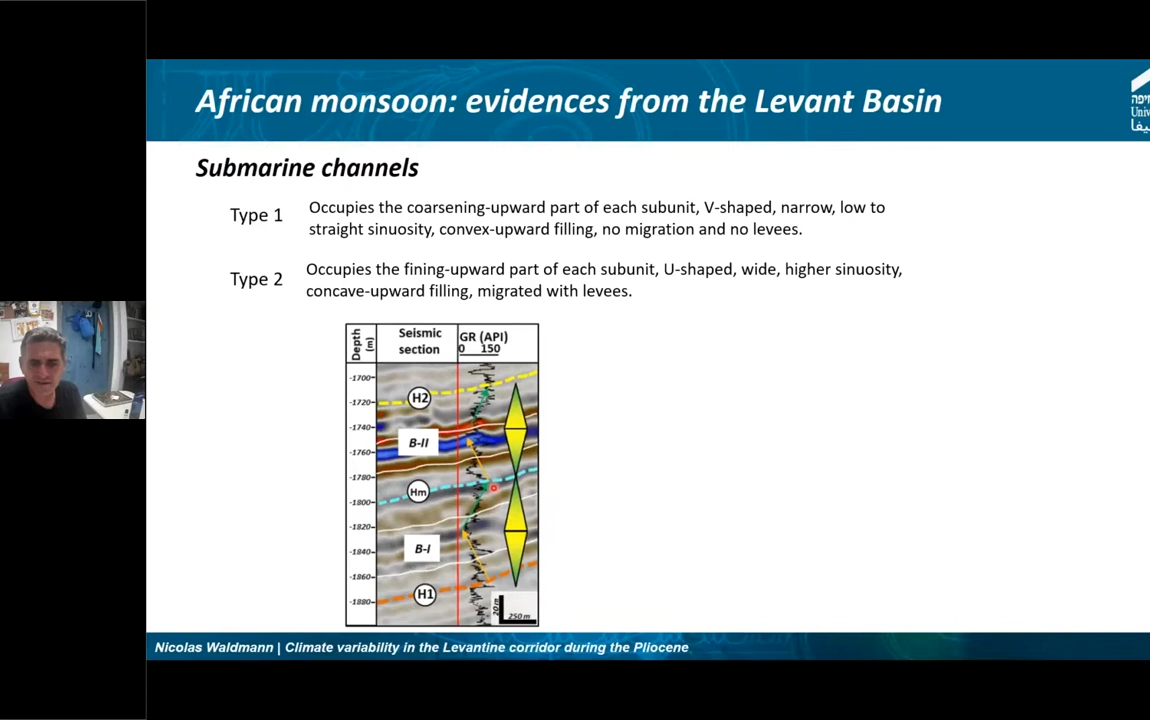 African monsoon: evidences from the Levant Basin
Submarine channels
Type 1
Occupies the coarsening-upward part of each subunit, V-shaped, narrow, low to
straight sinuosity, convex-upward filling, no migration and no levees.
Type 2
Occupies the fining-upward part of each subunit, U-shaped, wide, higher sinuosity,
concave-upward filling, migrated with levees.
Depth (m)
Seismic section
GR (API)
0 150
-1700
-1720
-1740
-1760
-1780
-1800
-1820
-1840
-1860
-1880
H2
B-II
Hm
B-I
H1
20 m
250 m
Nicolas Waldmann | Climate variability in the Levantine corridor during the Pliocene